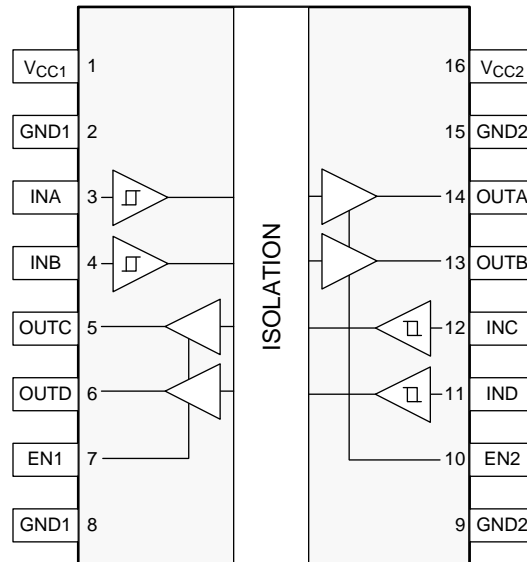 VCC1 1 16 VCC2
GND1 2 15 GND2
INA 3 14 OUTA
INB 4 13 OUTB
ISOLATION
OUTC 5 12 INC
OUTD 6 11 IND
EN1 7 10 EN2
GND1 8 9 GND2